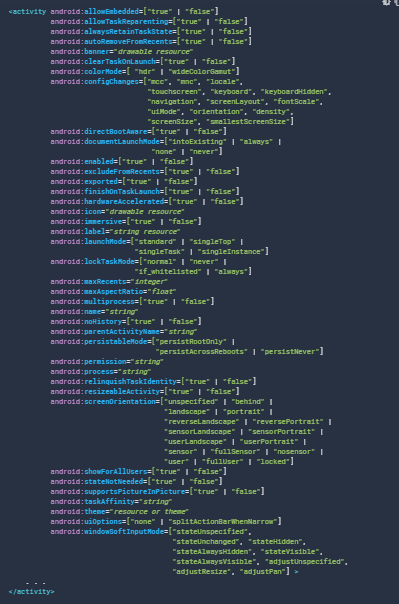 <activity android:allowEmbedded=["true" | "false"]
android:allowTaskReparenting=["true" | "false"]
android:alwaysRetainTaskState=["true" | "false"]
android:autoRemoveFromRecents=["true" | "false"]
android:banner="drawable resource"
android:clearTaskOnLaunch=["true" | "false"]
android:colorMode=[ "hdr" | "wideColorGamut"]
android:configChanges=["mcc", "mnc", "locale",
"touchscreen", "keyboard", "keyboardHidden",
"navigation", "screenLayout", "fontScale",
"uiMode", "orientation", "density",
"screenSize", "smallestScreenSize"]
android:directBootAware=["true" | "false"]
android:documentLaunchMode=["intoExisting" | "always" |
"none" | "never"]
android:enabled=["true" | "false"]
android:excludeFromRecents=["true" | "false"]
android:exported=["true" | "false"]
android:finishOnTaskLaunch=["true" | "false"]
android:hardwareAccelerated=["true" | "false"]
android:icon="drawable resource"
android:immersive=["true" | "false"]
android:label="string resource"
android:launchMode=["standard" | "singleTop" |
"singleTask" | "singleInstance"]
android:lockTaskMode=["normal" | "never" |
"if_whitelisted" | "always"]
android:maxRecents="integer"
android:maxAspectRatio="float"
android:multiprocess=["true" | "false"]
android:name="string"
android:noHistory=["true" | "false"]
android:parentActivityName="string"
android:persistableMode=["persistRootOnly" |
"persistAcrossReboots" | "persistNever"]
android:permission="string"
android:process="string"
android:relinquishTaskIdentity=["true" | "false"]
android:resizeableActivity=["true" | "false"]
android:screenOrientation=["unspecified" | "behind" |
"landscape" | "portrait" |
"reverseLandscape" | "reversePortrait" |
"sensorLandscape" | "sensorPortrait" |
"userLandscape" | "userPortrait" |
"sensor" | "fullSensor" | "nosensor" |
"user" | "fullUser" | "locked"]
android:showForAllUsers=["true" | "false"]
android:stateNotNeeded=["true" | "false"]
android:supportsPictureInPicture=["true" | "false"]
android:taskAffinity="string"
android:theme="resource or theme"
android:uiOptions=["none" | "splitActionBarWhenNarrow"]
android:windowSoftInputMode=["stateUnspecified",
"stateUnchanged", "stateHidden",
"stateAlwaysHidden", "stateVisible",
"stateAlwaysVisible", "adjustUnspecified",
"adjustResize", "adjustPan"] >
. . .
</activity>